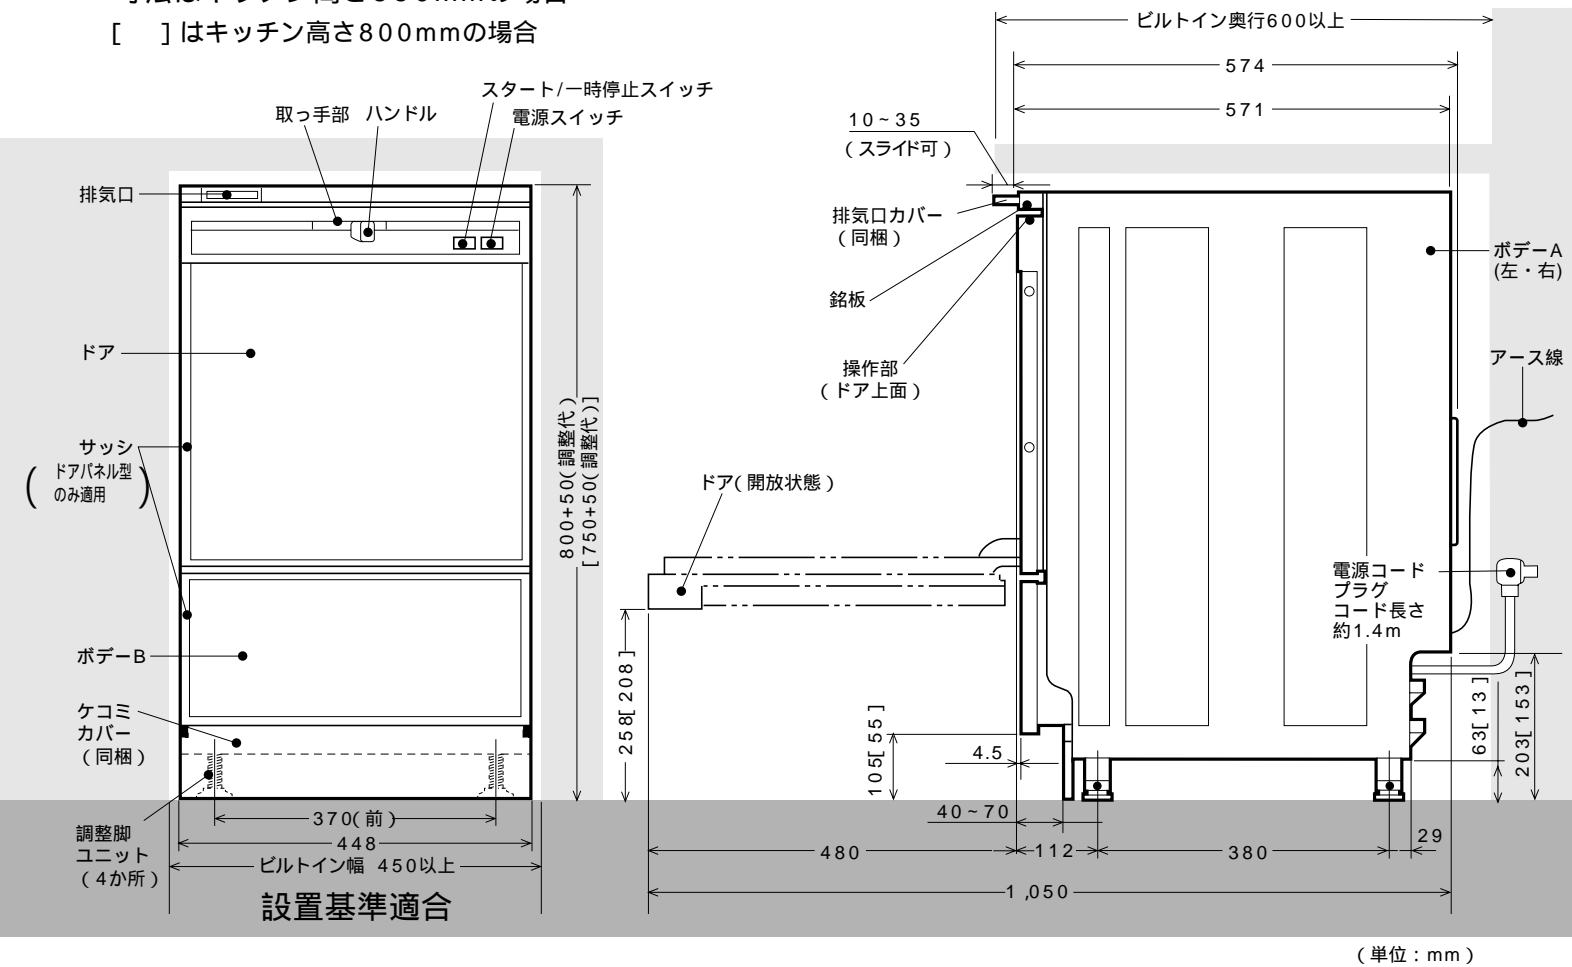 [　] はキッチン高さ800mmの場合
スタート/一時停止スイッチ
取っ手部 ハンドル
電源スイッチ
排気口
ドア
サッシ
(ドアパネル型
のみ適用)
ボデーB
ケコミ
カバー
(同梱)
調整脚
ユニット
(4か所)
800+50(調整代)
[750+50(調整代)]
370(前)
448
ビルトイン幅 450以上
設置基準適合
ビルトイン奥行600以上
574
571
10~35
(スライド可)
排気口カバー
(同梱)
銘板
操作部
(ドア上面)
ボデーA
(左・右)
アース線
ドア(開放状態)
電源コード
プラグ
コード長さ
約1.4m
258[208]
105[55]
4.5
63[13]
203[153]
40~70
29
480
112
380
1,050
(単位:mm)